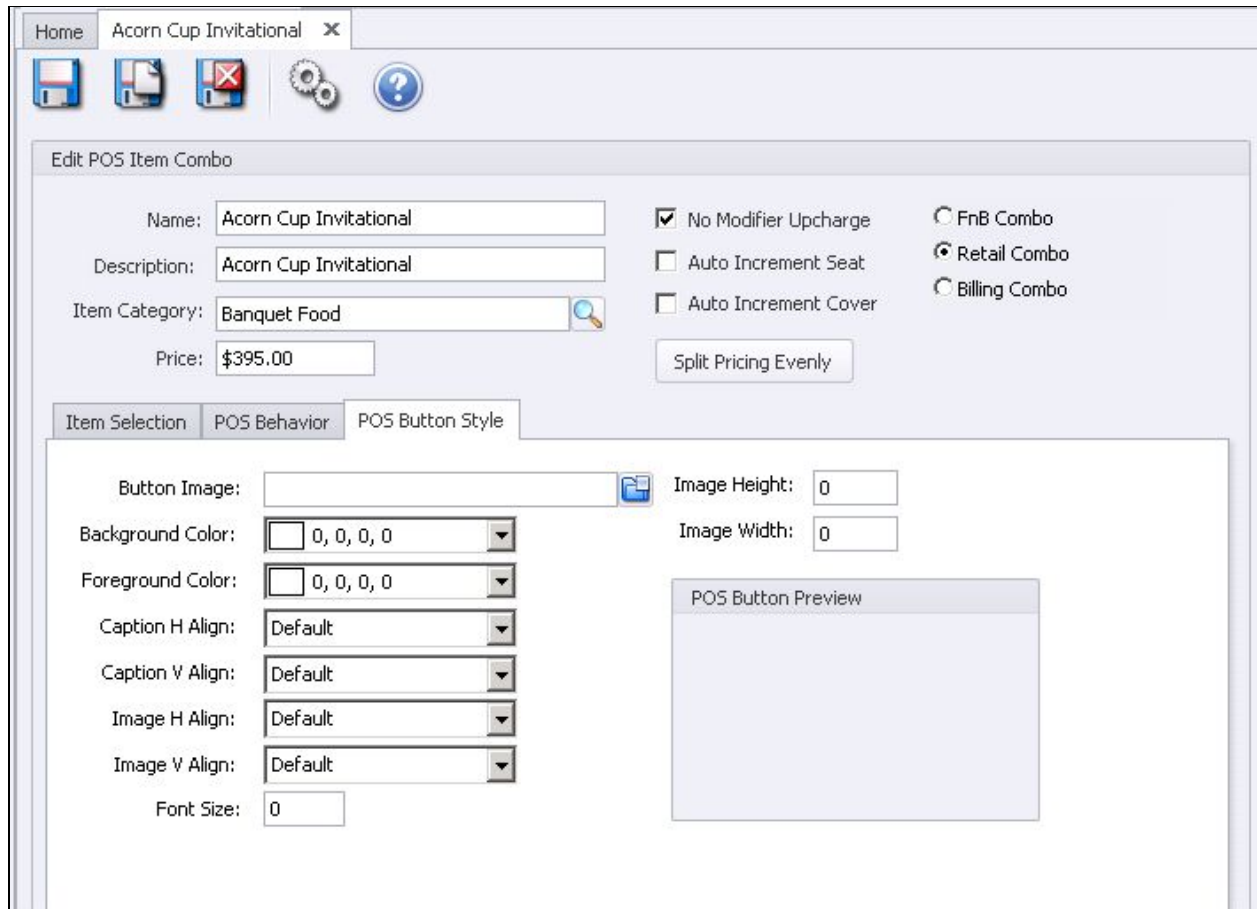 Home Acorn Cup Invitational X
?
Edit POS Item Combo
Name: Acorn Cup Invitational No Modifier Upcharge FnB Combo
Description: Acorn Cup Invitational Auto Increment Seat Retail Combo
Item Category: Banquet Food Auto Increment Cover Billing Combo
Price: $395.00 Split Pricing Evenly
Item Selection POS Behavior POS Button Style
Button Image: Image Height: 0
Background Color: 0, 0, 0, 0 Image Width: 0
Foreground Color: 0, 0, 0, 0 POS Button Preview
Caption H Align: Default
Caption V Align: Default
Image H Align: Default
Image V Align: Default
Font Size: 0